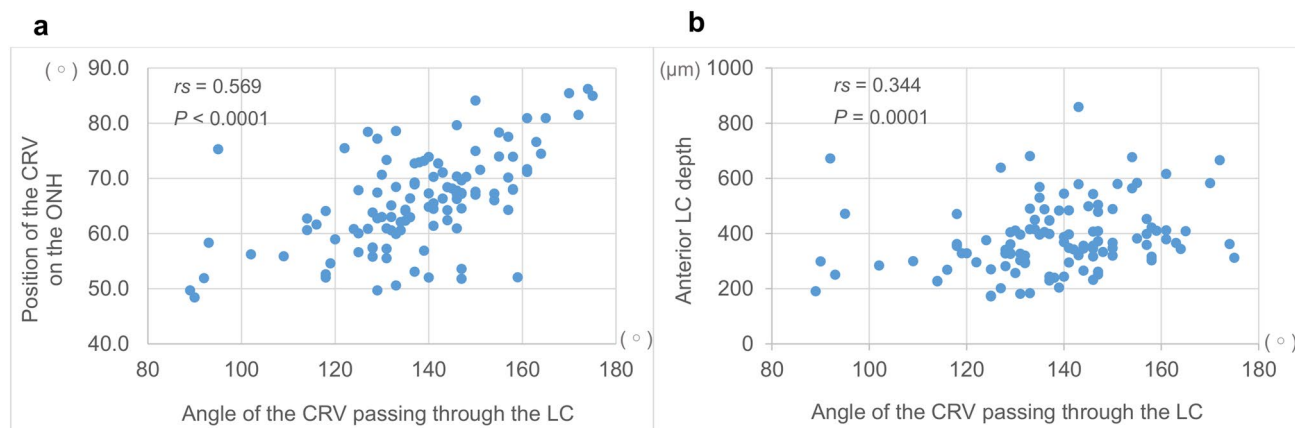 a
( ° ) 90.0
80.0
70.0
60.0
50.0
40.0
rs = 0.569
P < 0.0001
Position of the CRV
on the ONH
80 100 120 140 160 180
( ° )
Angle of the CRV passing through the LC
b
(μm) 1000
800
600
400
200
0
rs = 0.344
P = 0.0001
Anterior LC depth
80 100 120 140 160 180
( ° )
Angle of the CRV passing through the LC